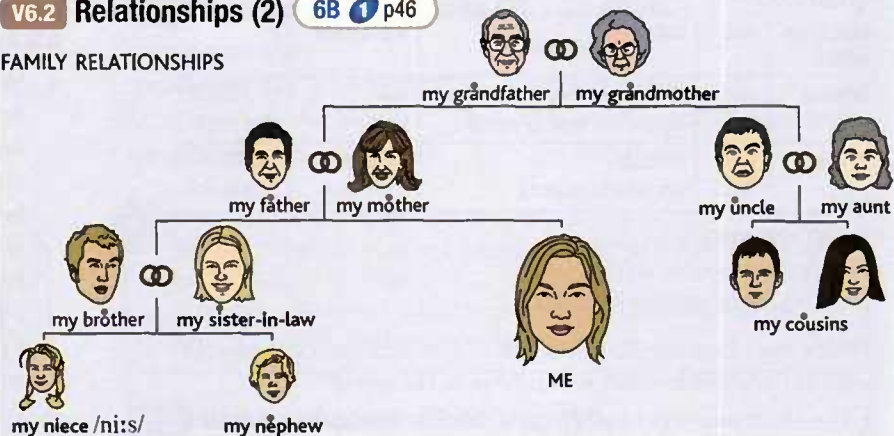 V6.2 Relationships (2) 6B 1 p46
FAMILY RELATIONSHIPS
my grandfather my grandmother
my father my mother my uncle my aunt
my brother my sister-in-law my cousins
ME
my niece /niːs/ my nephew